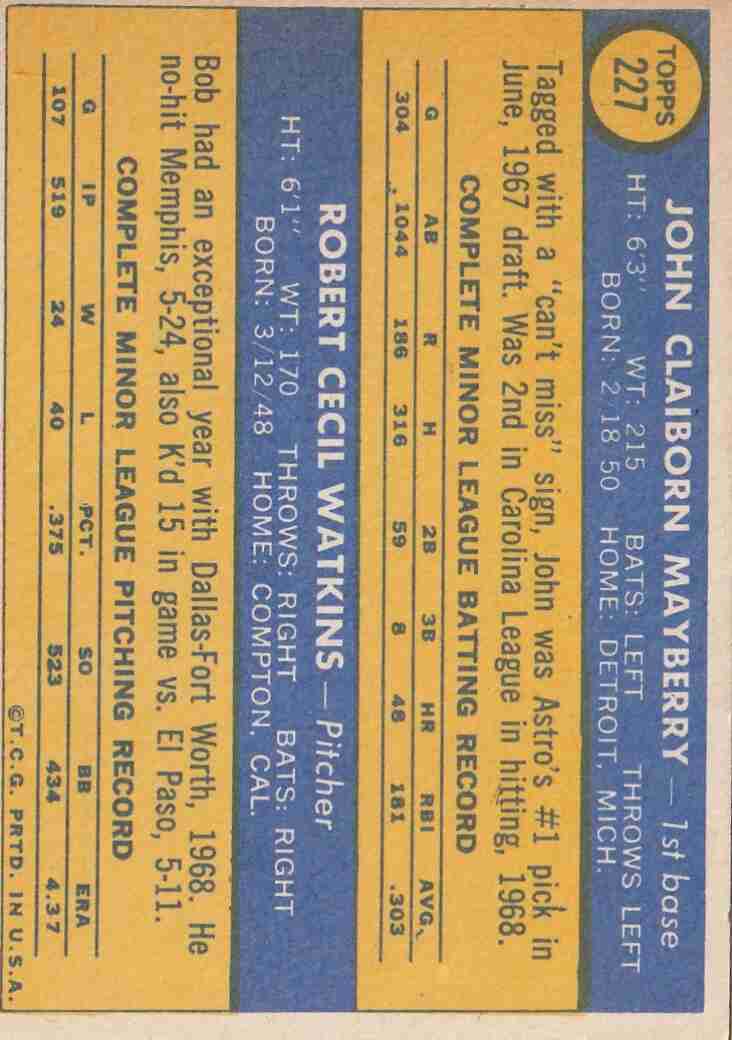 TOPPS
227
JOHN CLAIBORN MAYBERRY — 1st base
HT: 6'3" WT: 215 BATS: LEFT THROWS LEFT
BORN: 2 18 50 HOME: DETROIT, MICH.
Tagged with a "can't miss" sign, John was Astro's #1 pick in
June, 1967 draft. Was 2nd in Carolina League in hitting, 1968.
COMPLETE MINOR LEAGUE BATTING RECORD
G AB R H 2B 3B HR RBI AVG.
304 1044 186 316 59 8 48 181 .303
ROBERT CECIL WATKINS — Pitcher
HT: 6'1" WT: 170 THROWS: RIGHT BATS: RIGHT
BORN: 3/12/48 HOME: COMPTON, CAL.
Bob had an exceptional year with Dallas-Fort Worth, 1968. He
no-hit Memphis, 5-24, also K'd 15 in game vs. El Paso, 5-11.
COMPLETE MINOR LEAGUE PITCHING RECORD
G IP W L PCT. SO BB ERA
107 519 24 40 .375 523 434 4.37
©T.C.G. PRTD. IN U.S.A.